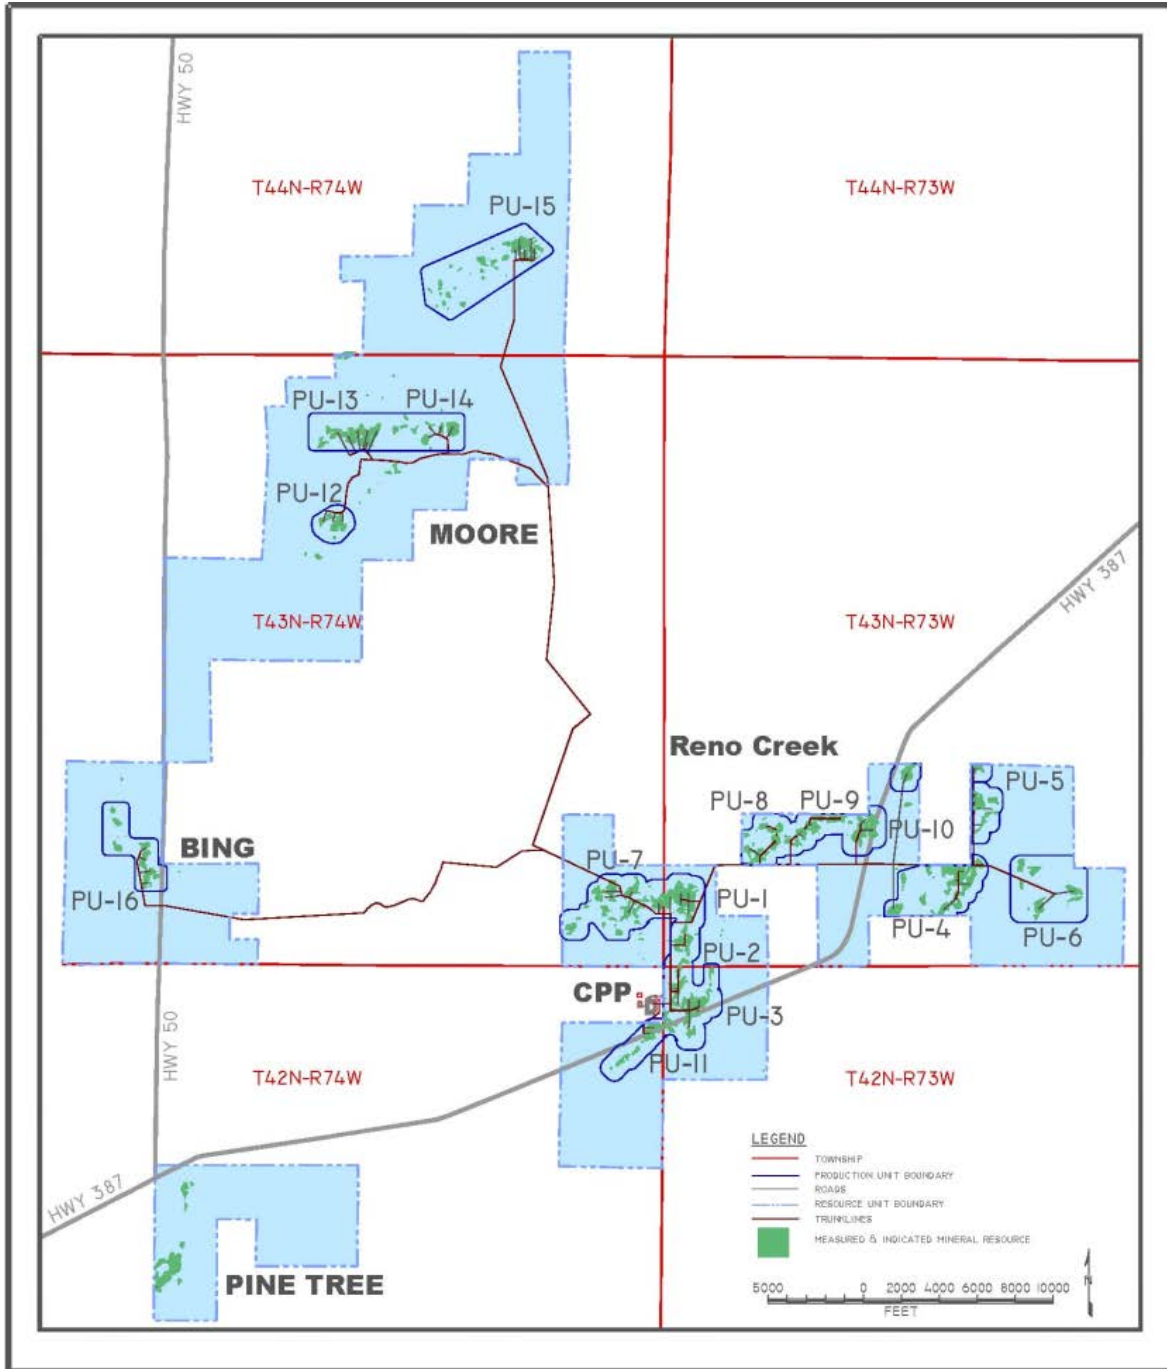 HWY 50
T44N-R74W
T44N-R73W
PU-15
PU-13
PU-14
PU-12
MOORE
HWY 387
T43N-R74W
T43N-R73W
Reno Creek
PU-5
PU-8
PU-9
PU-10
BING
PU-7
PU-16
PU-1
PU-4
PU-6
PU-2
CPP
PU-3
HWY 50
PU-11
T42N-R74W
T42N-R73W
LEGEND
TOWNSHIP
PRODUCTION UNIT BOUNDARY
ROADS
RESOURCE UNIT BOUNDARY
TRUNKLINES
MEASURED & INDICATED MINERAL RESOURCE
HWY 387
PINE TREE
5000 0 2000 4000 6000 8000 10000
FEET
N